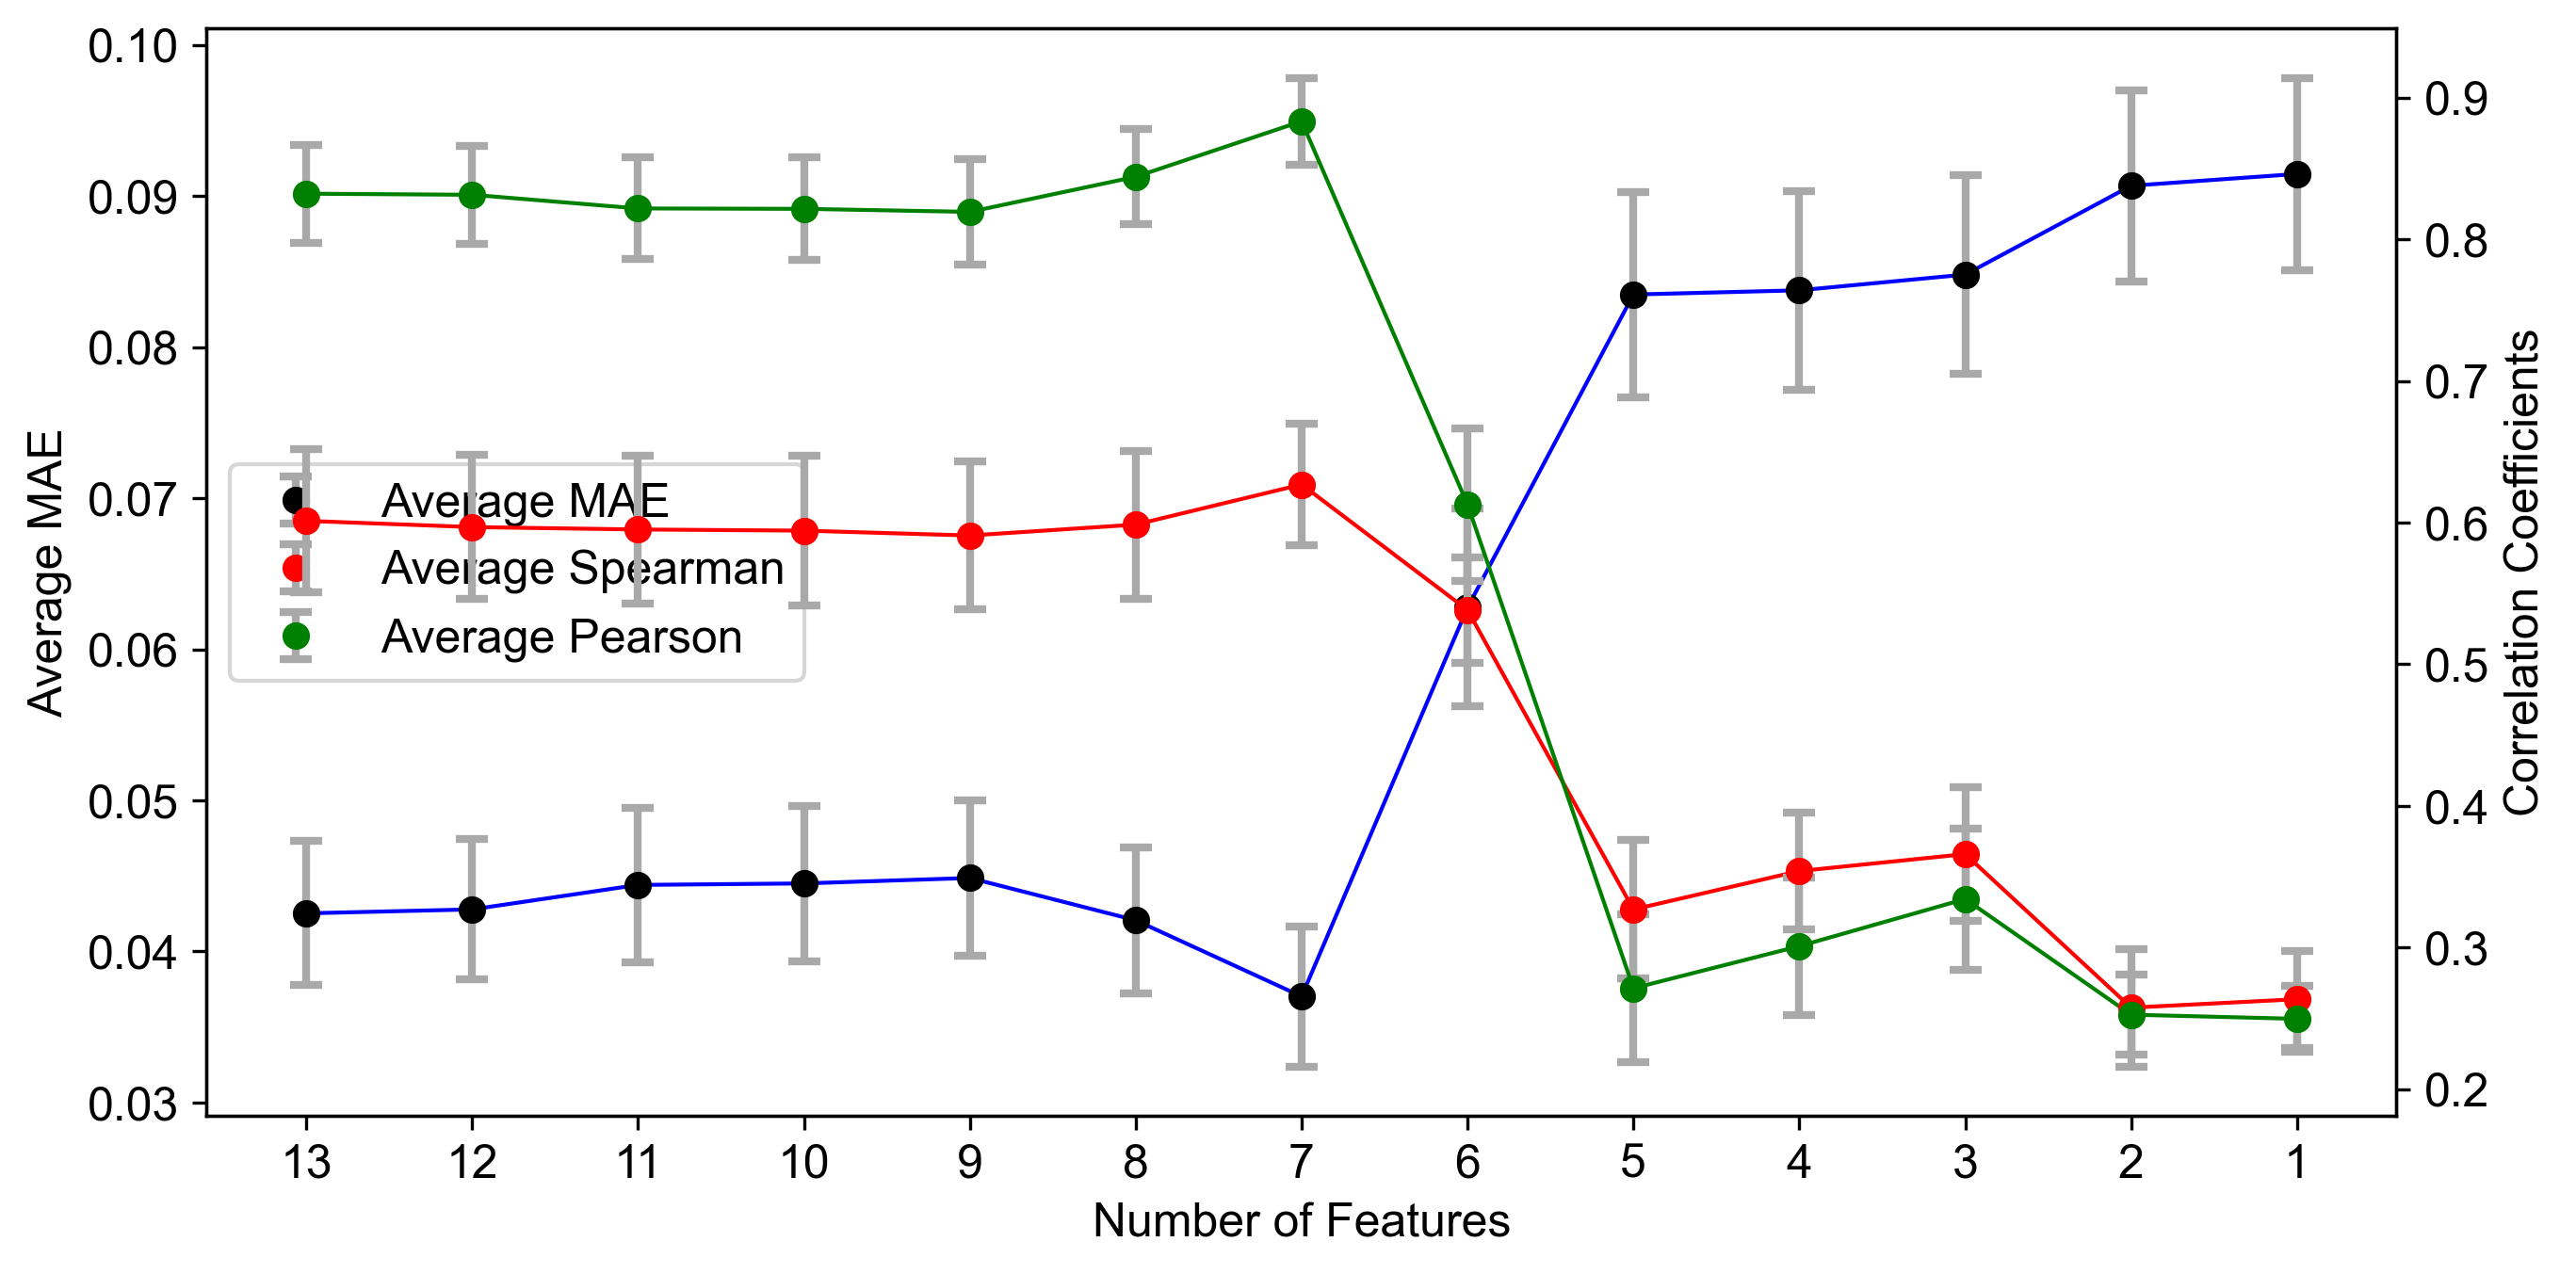 0.10
0.09
0.08
0.07
0.06
0.05
0.04
0.03
Average MAE
Average MAE
Average Spearman
Average Pearson
0.9
0.8
0.7
0.6
0.5
0.4
0.3
0.2
Correlation Coefficients
13 12 11 10 9 8 7 6 5 4 3 2 1
Number of Features